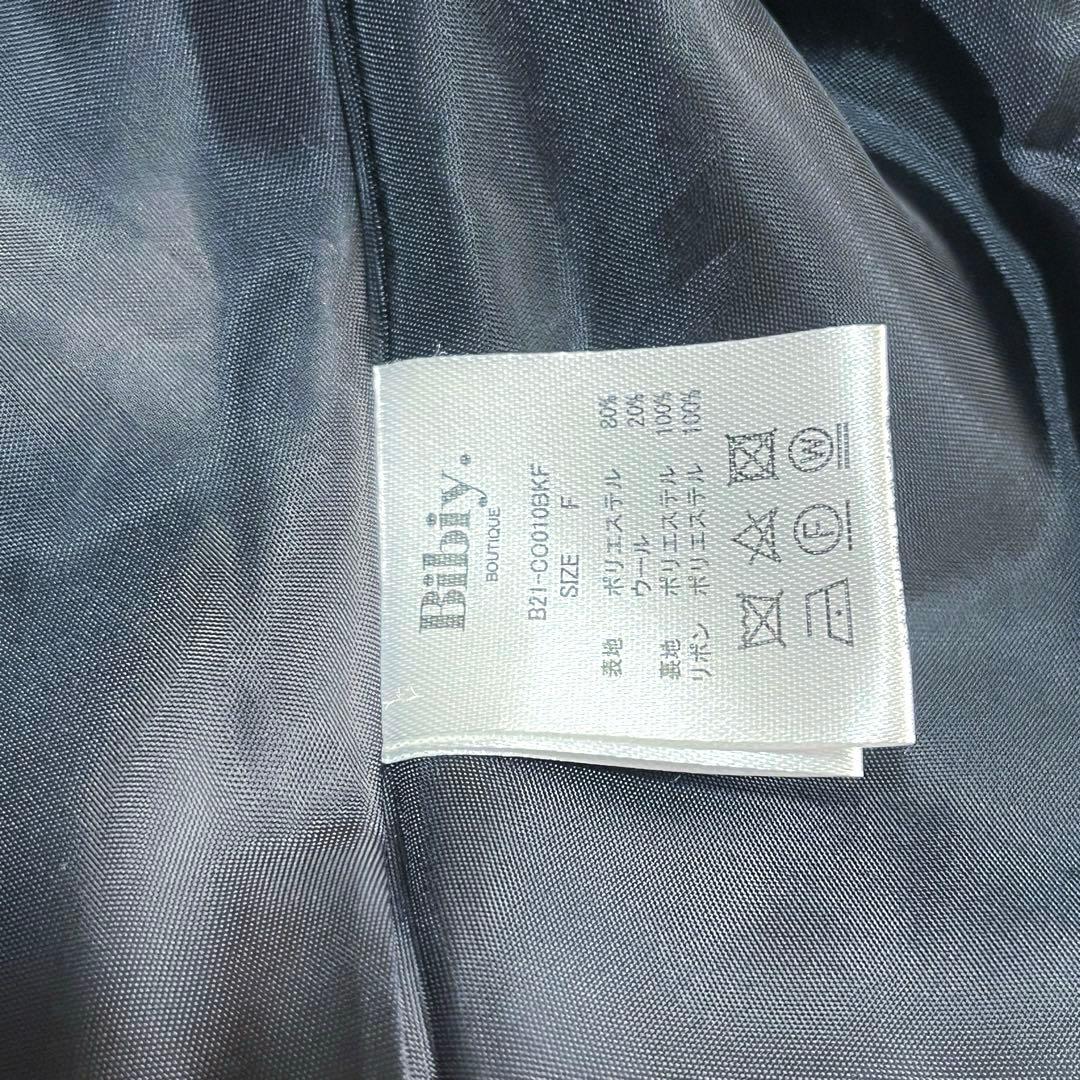 Bibiy.
BOUTIQUE
B21-CO010BKF
SIZE F
表地 ポリエステル 80%
ウール 20%
裏地 ポリエステル 100%
リボン ポリエステル 100%
F W